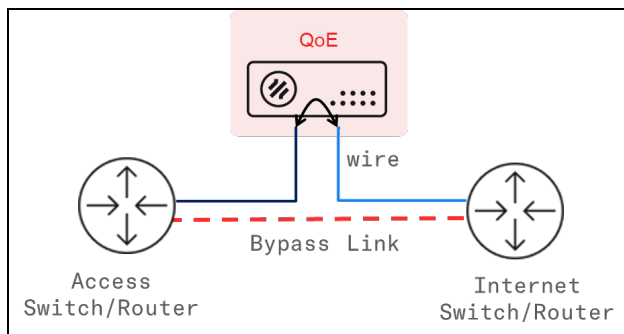 QoE
wire
Bypass Link
Access
Switch/Router
Internet
Switch/Router